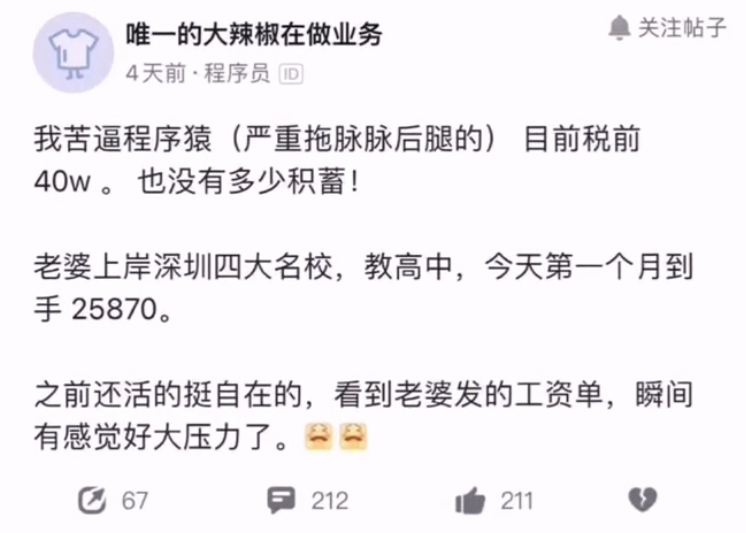 唯一的大辣椒在做业务
关注帖子
4天前 · 程序员 ID
我苦逼程序猿（严重拖脉脉后腿的） 目前税前
40w 。 也没有多少积蓄！
老婆上岸深圳四大名校，教高中，今天第一个月到
手 25870。
之前还活的挺自在的，看到老婆发的工资单，瞬间
有感觉好大压力了。
67
212
211